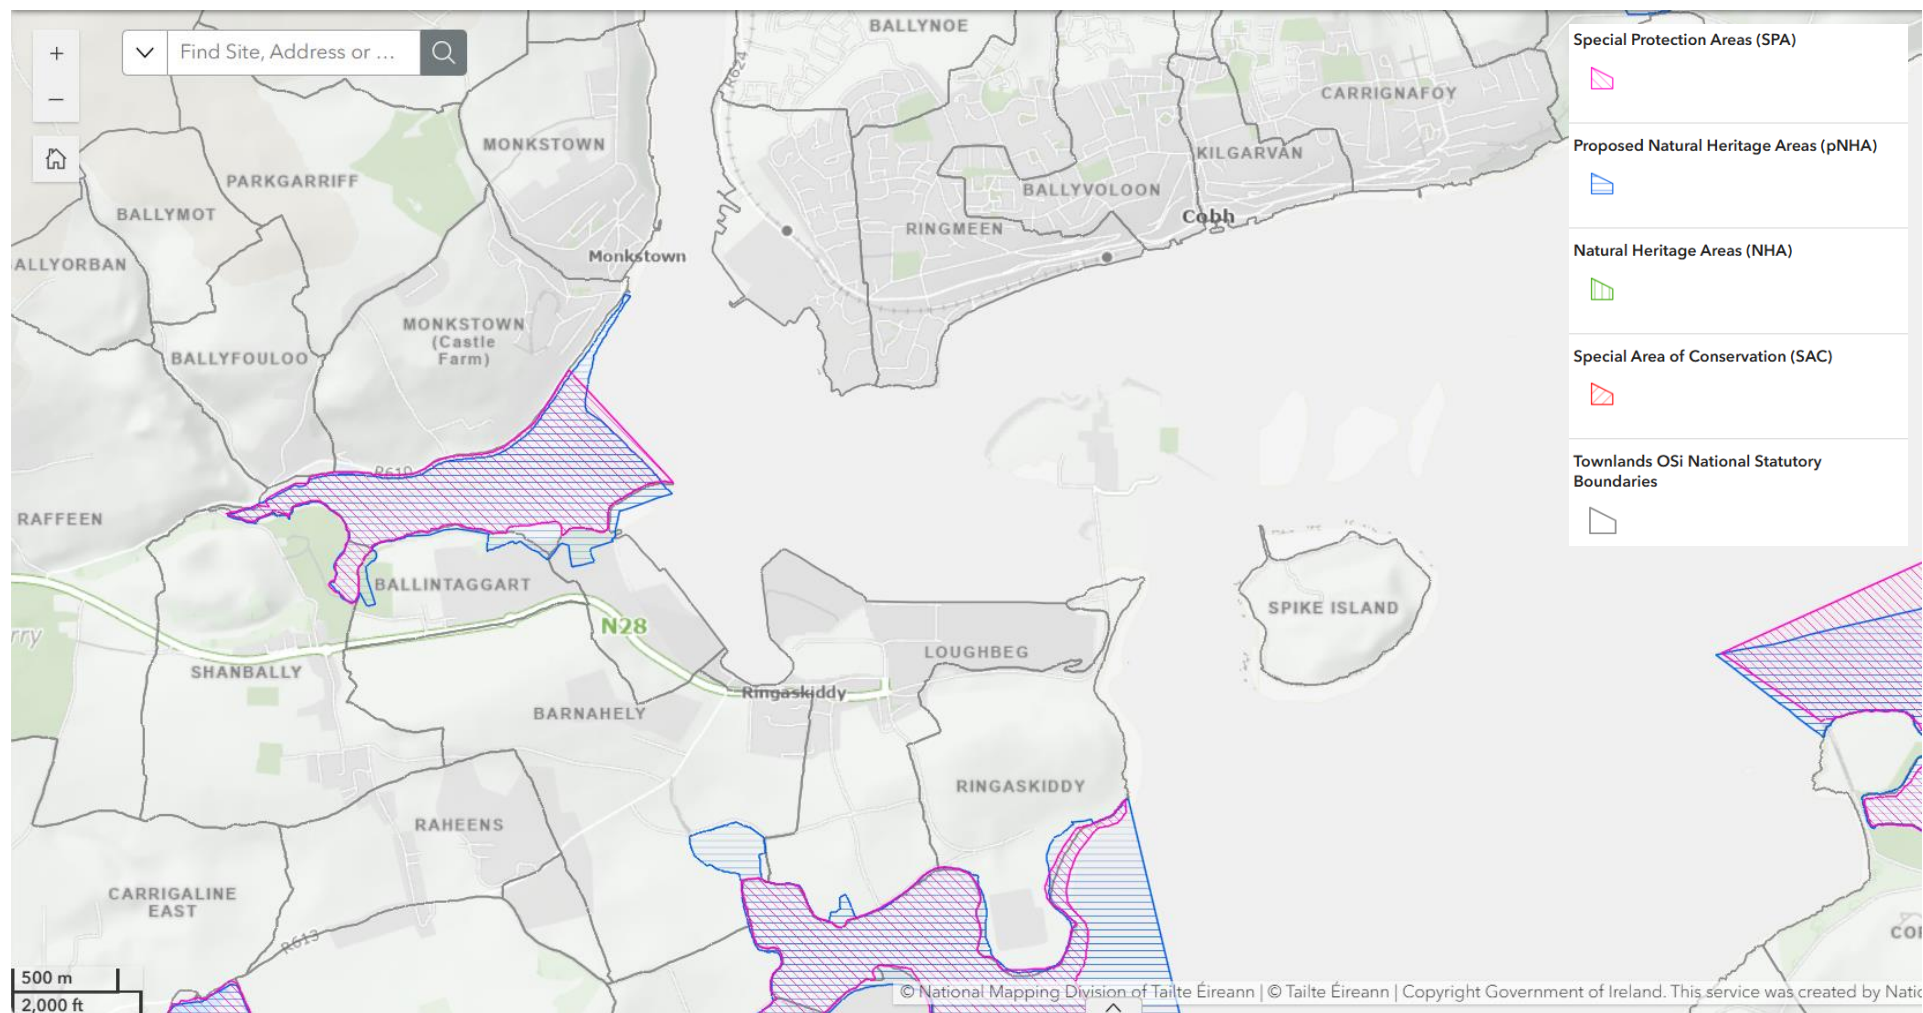 +
−
Find Site, Address or ...
BALLYNOE
R624
CARRIGNAFOY
MONKSTOWN
KILGARVAN
PARKGARRIFF
BALLYVOLOON
BALLYMOT
Cobh
RINGMEEN
Monkstown
ALLYORBAN
MONKSTOWN
(Castle
Farm)
BALLYFOULOO
R610
RAFFEEN
BALLINTAGGART
SPIKE ISLAND
N28
rry
LOUGHBEG
SHANBALLY
Ringaskiddy
BARNAHELY
RINGASKIDDY
RAHEENS
CARRIGALINE
EAST
R613
COR
Special Protection Areas (SPA)
Proposed Natural Heritage Areas (pNHA)
Natural Heritage Areas (NHA)
Special Area of Conservation (SAC)
Townlands OSi National Statutory
Boundaries
500 m
2,000 ft
© National Mapping Division of Tailte Éireann | © Tailte Éireann | Copyright Government of Ireland. This service was created by Natio